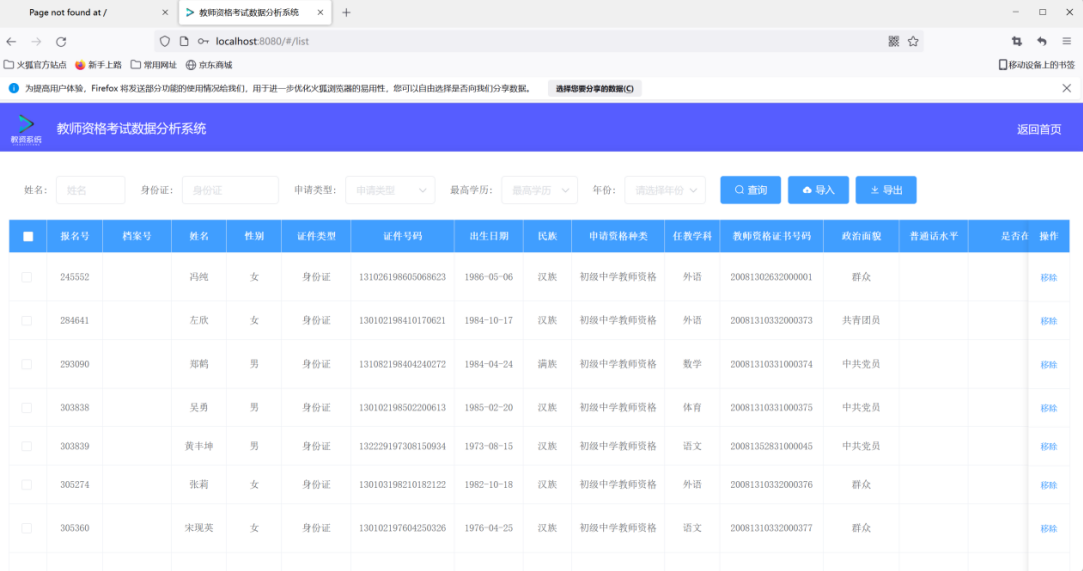 Page not found at /
教师资格考试数据分析系统
localhost:8080/#/list
火狐官方站点 新手上路 常用网址 京东商城 移动设备上的书签
为提高用户体验，Firefox 将发送部分功能的使用情况给我们，用于进一步优化火狐浏览器的易用性，您可以自由选择是否向我们分享数据。 选择您要分享的数据(C)
教资系统 教师资格考试数据分析系统 返回首页
姓名： 姓名 身份证： 身份证 申请类型： 申请类型 最高学历： 最高学历 年份： 请选择年份 查询 导入 导出
报名号 档案号 姓名 性别 证件类型 证件号码 出生日期 民族 申请资格种类 任教学科 教师资格证书号码 政治面貌 普通话水平 是否在 操作
245552 冯纯 女 身份证 131026198605068623 1986-05-06 汉族 初级中学教师资格 外语 20081302632000001 群众 移除
284641 左欣 女 身份证 130102198410170621 1984-10-17 汉族 初级中学教师资格 外语 20081310332000373 共青团员 移除
293090 郑鹤 男 身份证 131082198404240272 1984-04-24 满族 初级中学教师资格 数学 20081310331000374 中共党员 移除
303838 吴勇 男 身份证 130102198502200613 1985-02-20 汉族 初级中学教师资格 体育 20081310331000375 中共党员 移除
303839 黄丰坤 男 身份证 132229197308150934 1973-08-15 汉族 初级中学教师资格 语文 20081352831000045 中共党员 移除
305274 张莉 女 身份证 130103198210182122 1982-10-18 汉族 初级中学教师资格 外语 20081310332000376 群众 移除
305360 宋现英 女 身份证 130102197604250326 1976-04-25 汉族 初级中学教师资格 语文 20081310332000377 群众 移除